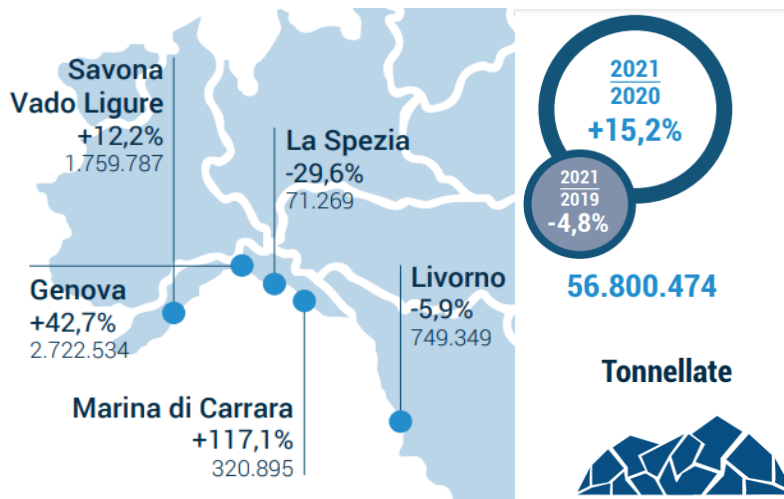 Savona
Vado Ligure
+12,2%
1.759.787
La Spezia
-29,6%
71.269
Genova
+42,7%
2.722.534
Livorno
-5,9%
749.349
Marina di Carrara
+117,1%
320.895
2021
2020
+15,2%
2021
2019
-4,8%
56.800.474
Tonnellate